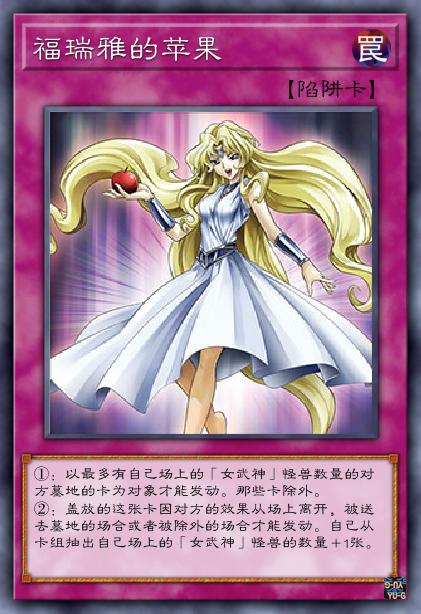 福瑞雅的苹果
罠
【陷阱卡】
①：以最多有自己场上的「女武神」怪兽数量的对
方墓地的卡为对象才能发动。那些卡除外。
②：盖放的这张卡因对方的效果从场上离开，被送
去墓地的场合或者被除外的场合才能发动。自己从
卡组抽出自己场上的「女武神」怪兽的数量＋1张。
YU-G